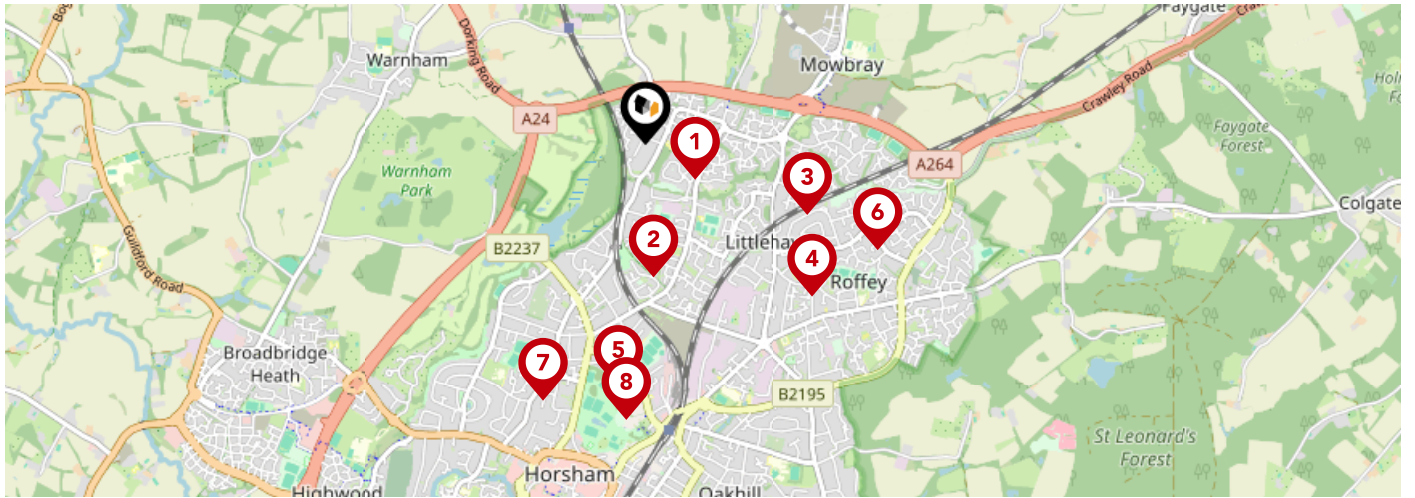 Faygate
Dorking Road
Warnham
Mowbray
Crawley Road
A24
1
Faygate
Forest
Warnham
Park
3
A264
6
Colgate
2
B2237
Littleha
4
Guildford Road
Roffey
5
Broadbridge
Heath
7
8
B2195
St Leonard's
Forest
Horsham
Highwood
Oakhill